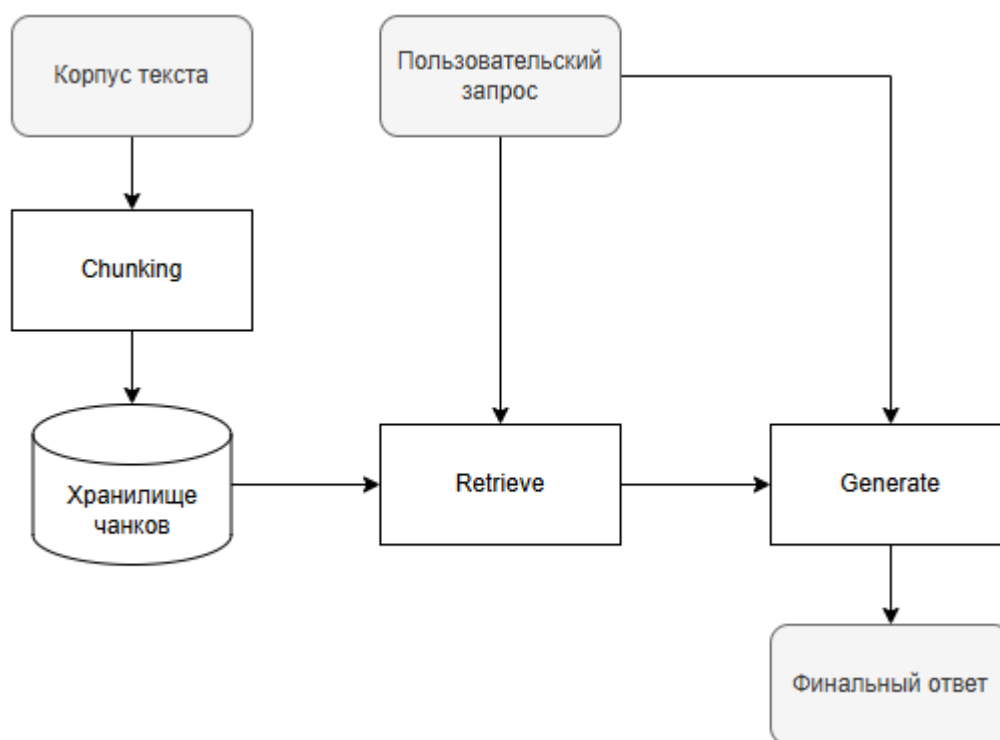 Корпус текста
Пользовательский
запрос
Chunking
Хранилище
чанков
Retrieve
Generate
Финальный ответ